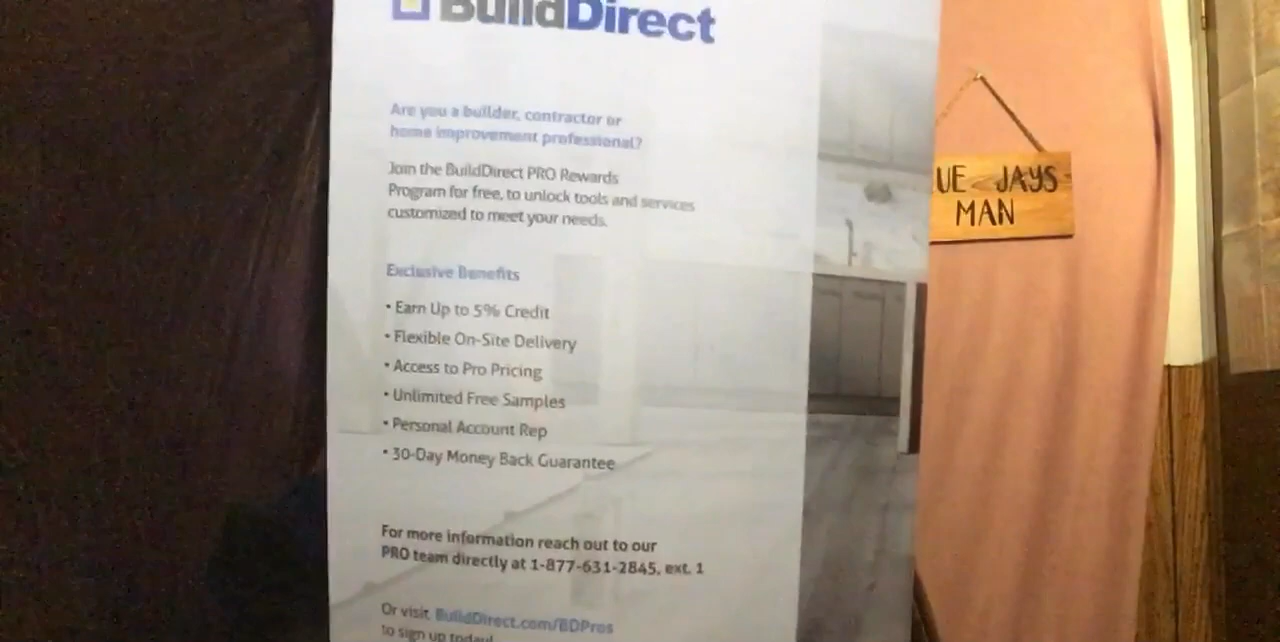 BuildDirect
Are you a builder, contractor or
home improvement professional?
Join the BuildDirect PRO Rewards
Program for free, to unlock tools and services
customized to meet your needs.
Exclusive Benefits
• Earn Up to 5% Credit
• Flexible On-Site Delivery
• Access to Pro Pricing
• Unlimited Free Samples
• Personal Account Rep
• 30-Day Money Back Guarantee
For more information reach out to our
PRO team directly at 1-877-631-2845, ext. 1
Or visit BuildDirect.com/BDPros
to sign up today!
UE JAYS
MAN